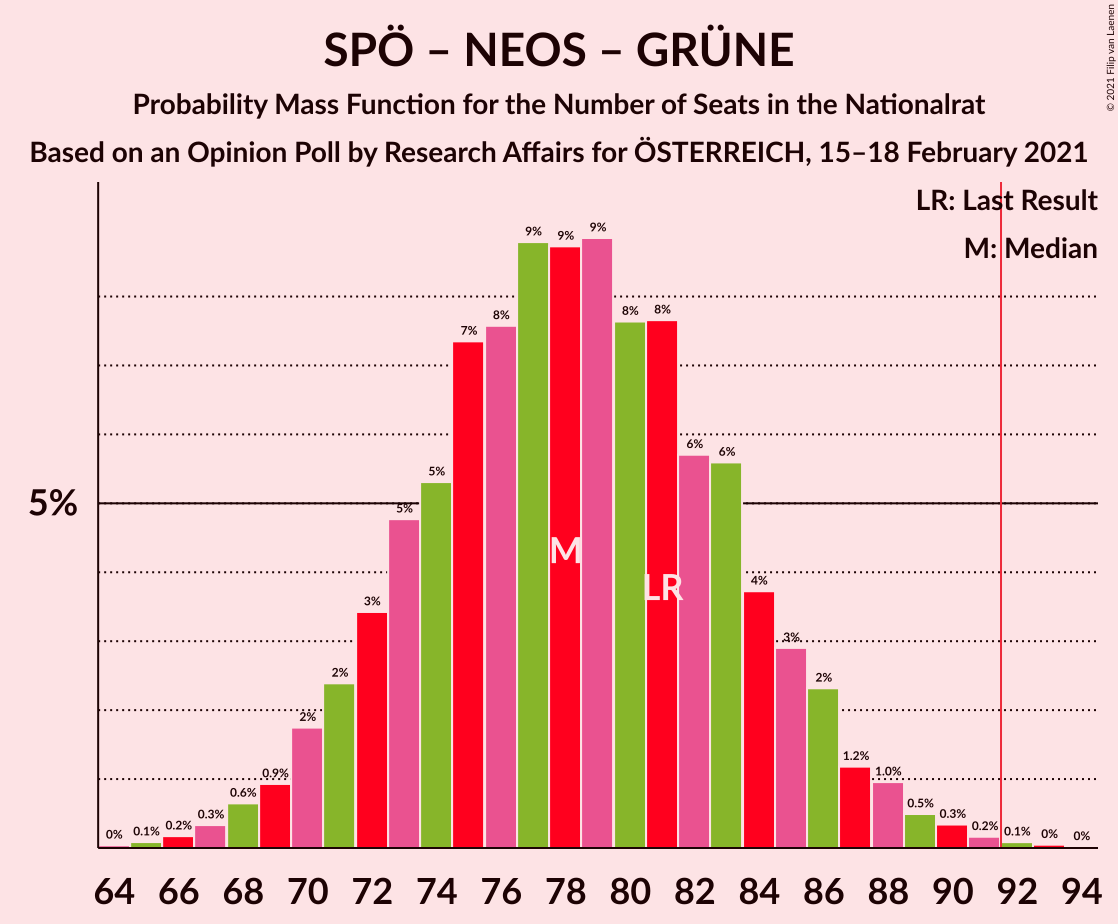 SPÖ – NEOS – GRÜNE
Probability Mass Function for the Number of Seats in the Nationalrat
Based on an Opinion Poll by Research Affairs for ÖSTERREICH, 15–18 February 2021
© 2021 Filip van Laenen
LR: Last Result
M: Median
5%
0% 0.1% 0.2% 0.3% 0.6% 0.9% 2% 2% 3% 5% 5% 7% 8% 9% 9% 9% 8% 8% 6% 6% 4% 3% 2% 1.2% 1.0% 0.5% 0.3% 0.2% 0.1% 0% 0%
M
LR
64 66 68 70 72 74 76 78 80 82 84 86 88 90 92 94